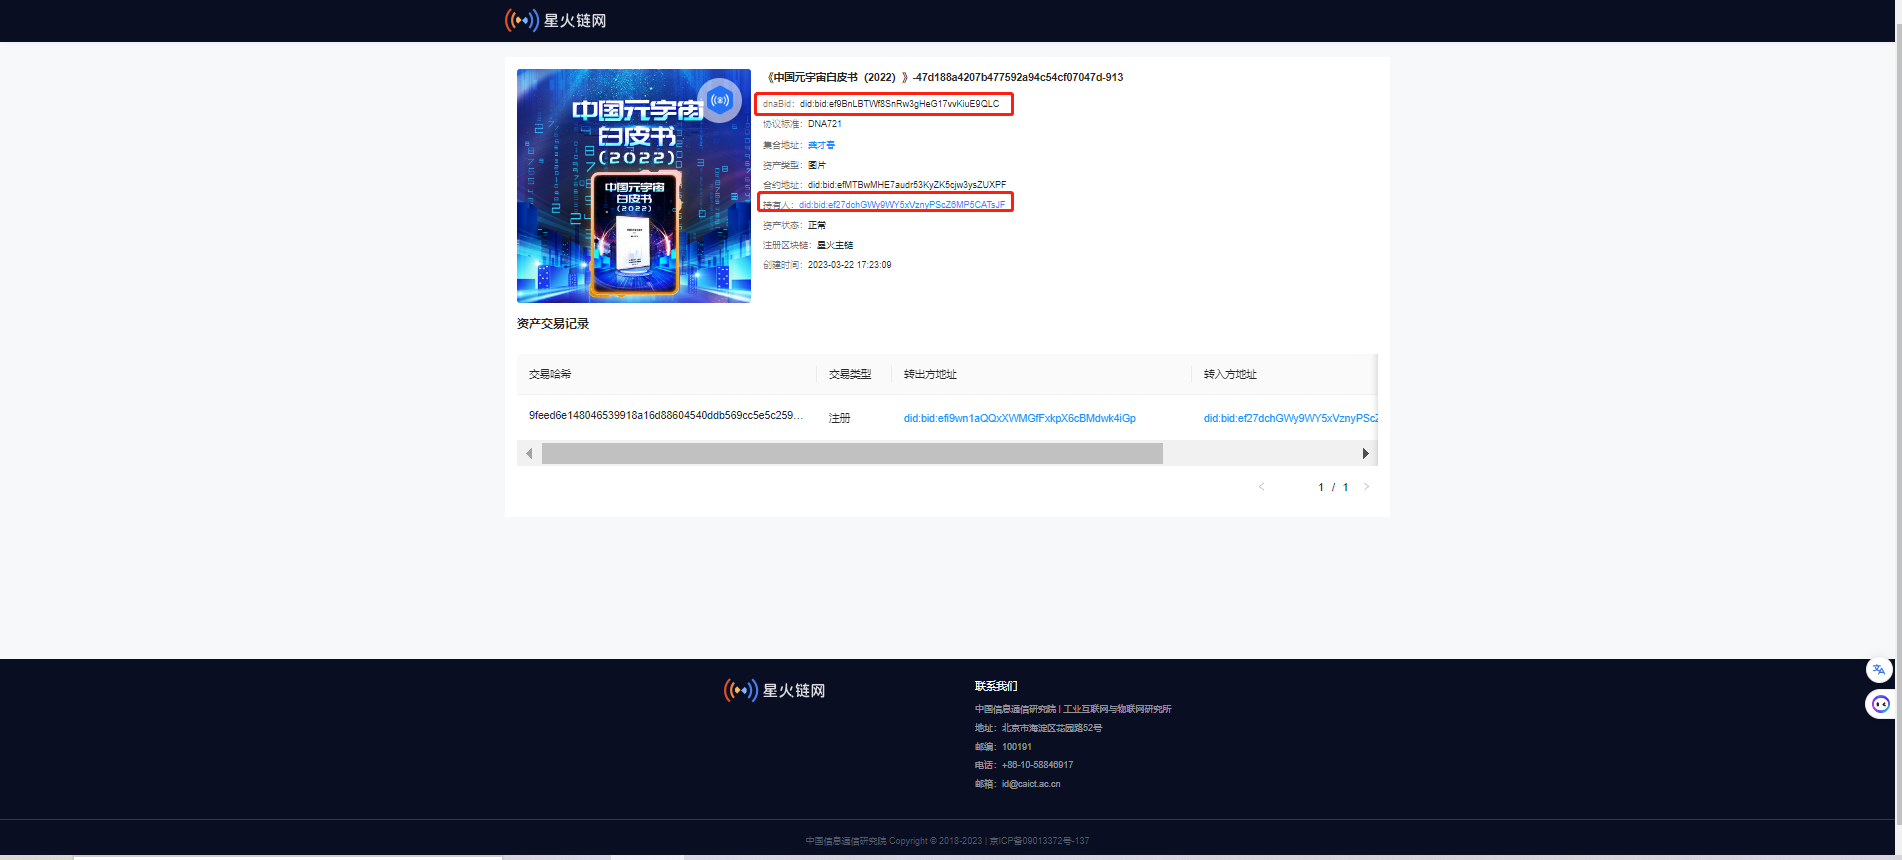 星火链网
中国元宇宙
白皮书
(2022)
中国元宇宙
白皮书
(2022)
《中国元宇宙白皮书（2022）》-47d188a4207b477592a94c54cf07047d-913
dnaBid: did:bid:ef9BnLBTWf8SnRw3gHeG17vvKiuE9QLC
协议标准: DNA721
集合地址: 龚才春
资产类型: 图片
合约地址: did:bid:efMTBwMHE7audr53KyZK5cjw3ysZUXPF
持有人: did:bid:ef27dchGWy9WY5xVznyPScZ6MP5CATsJF
资产状态: 正常
注册区块链: 星火主链
创建时间: 2023-03-22 17:23:09
资产交易记录
交易哈希 交易类型 转出方地址 转入方地址
9feed6e148046539918a16d88604540ddb569cc5e5c259... 注册 did:bid:efi9wn1aQQxXWMGfFxkpX6cBMdwk4iGp did:bid:ef27dchGWy9WY5xVznyPScZ
1 / 1
星火链网
联系我们
中国信息通信研究院 | 工业互联网与物联网研究所
地址: 北京市海淀区花园路52号
邮编: 100191
电话: +86-10-58846917
邮箱: id@caict.ac.cn
中国信息通信研究院 Copyright © 2018-2023 | 京ICP备09013372号-137